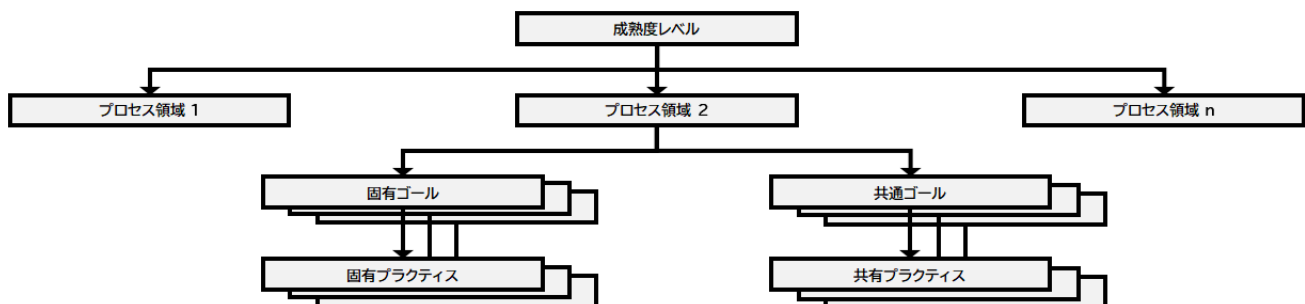 成熟度レベル
プロセス領域 1
プロセス領域 2
プロセス領域 n
固有ゴール
共通ゴール
固有プラクティス
共有プラクティス